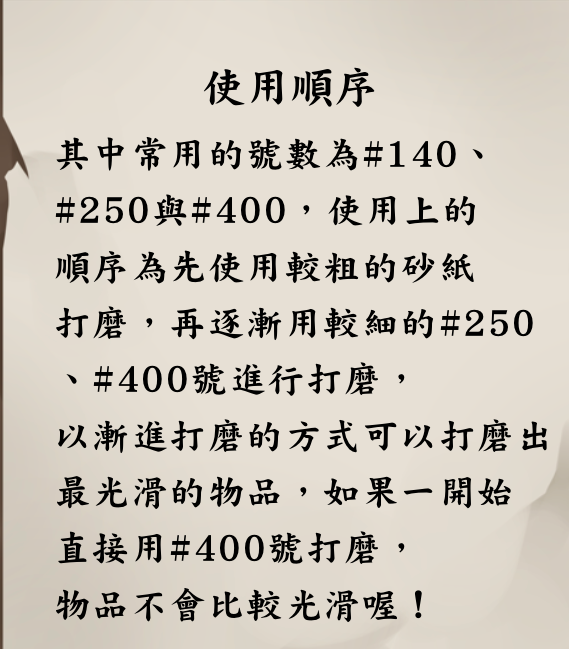 使用順序
其中常用的號數為#140、
#250與#400，使用上的
順序為先使用較粗的砂紙
打磨，再逐漸用較細的#250
、#400號進行打磨，
以漸進打磨的方式可以打磨出
最光滑的物品，如果一開始
直接用#400號打磨，
物品不會比較光滑喔！